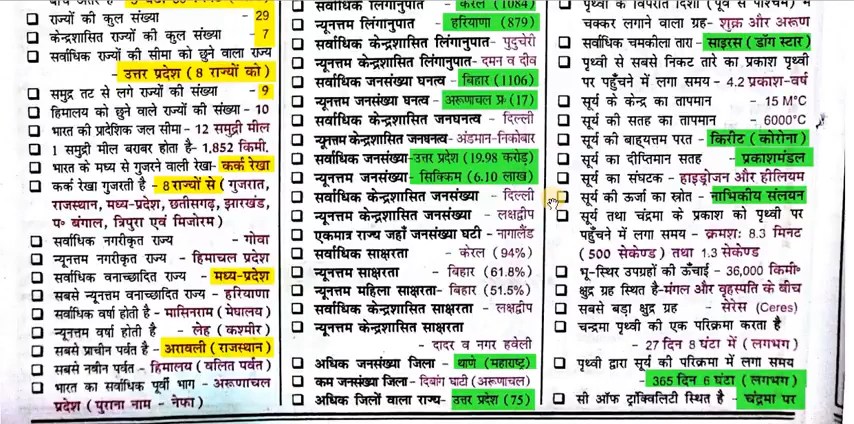 राज्यों की कुल संख्या - 29
केन्द्रशासित राज्यों की कुल संख्या - 7
सर्वाधिक राज्यों की सीमा को छूने वाला राज्य
- उत्तर प्रदेश (8 राज्यों को)
समुद्र तट से लगे राज्यों की संख्या - 9
हिमालय को छूने वाले राज्यों की संख्या - 10
भारत की प्रादेशिक जल सीमा - 12 समुद्री मील
1 समुद्री मील बराबर होता है- 1,852 किमी.
भारत के मध्य से गुजरने वाली रेखा- कर्क रेखा
कर्क रेखा गुजरती है - 8 राज्यों से (गुजरात,
राजस्थान, मध्य-प्रदेश, छतीसगढ़, झारखंड,
प० बंगाल, त्रिपुरा एवं मिजोरम)
सर्वाधिक नगरीकृत राज्य - गोवा
न्यूनतम नगरीकृत राज्य - हिमाचल प्रदेश
सर्वाधिक वनाच्छादित राज्य - मध्य-प्रदेश
सबसे न्यूनतम वनाच्छादित राज्य - हरियाणा
सर्वाधिक वर्षा होती है - मासिनराम (मेघालय)
न्यूनतम वर्षा होती है - लेह (कश्मीर)
सबसे प्राचीन पर्वत है - अरावली (राजस्थान)
सबसे नवीन पर्वत - हिमालय (वलित पर्वत)
भारत का सर्वाधिक पूर्वी भाग - अरूणाचल
प्रदेश (पुराना नाम - नेफा)
सर्वाधिक लिंगानुपात - केरल (1084)
न्यूनतम लिंगानुपात - हरियाणा (879)
सर्वाधिक केन्द्रशासित लिंगानुपात- पुदुचेरी
न्यूनतम केन्द्रशासित लिंगानुपात- दमन व दीव
सर्वाधिक जनसंख्या घनत्व - बिहार (1106)
न्यूनतम जनसंख्या घनत्व - अरूणाचल प्र (17)
सर्वाधिक केन्द्रशासित जनघनत्व - दिल्ली
न्यूनतम केन्द्रशासित जनघनत्व- अंडमान-निकोबार
सर्वाधिक जनसंख्या-उत्तर प्रदेश (19.98 करोड़)
न्यूनतम जनसंख्या - सिक्किम (6.10 लाख)
सर्वाधिक केन्द्रशासित जनसंख्या - दिल्ली
न्यूनतम केन्द्रशासित जनसंख्या - लक्षद्वीप
एकमात्र राज्य जहाँ जनसंख्या घटी - नागालैंड
सर्वाधिक साक्षरता - केरल (94%)
न्यूनतम साक्षरता - बिहार (61.8%)
न्यूनतम महिला साक्षरता- बिहार (51.5%)
सर्वाधिक केन्द्रशासित साक्षरता - लक्षद्वीप
न्यूनतम केन्द्रशासित साक्षरता
- दादर व नगर हवेली
अधिक जनसंख्या जिला - थाणे (महाराष्ट्र)
कम जनसंख्या जिला- दिबांग घाटी (अरूणाचल)
अधिक जिलों वाला राज्य- उत्तर प्रदेश (75)
पृथ्वी के विपरित दिशा (पूर्व से पश्चिम) में
चक्कर लगाने वाला ग्रह- शुक्र और अरूण
सर्वाधिक चमकीला तारा - साइरस (डॉग स्टार)
पृथ्वी से सबसे निकट तारे का प्रकाश पृथ्वी
पर पहुँचने में लगा समय - 4.2 प्रकाश-वर्ष
सूर्य के केन्द्र का तापमान - 15 M°C
सूर्य की सतह का तापमान - 6000°C
सूर्य की बाह्यत्तम परत - किरीट (कोरोना)
सूर्य का दीप्तिमान सतह - प्रकाशमंडल
सूर्य का संघटक - हाइड्रोजन और हीलियम
सूर्य की ऊर्जा का स्रोत - नाभिकीय संलयन
सूर्य तथा चंद्रमा के प्रकाश को पृथ्वी पर
पहुँचने में लगा समय - क्रमशः 8.3 मिनट
(500 सेकेण्ड) तथा 1.3 सेकेण्ड
भू-स्थिर उपग्रहों की ऊँचाई - 36,000 किमी०
क्षुद्र ग्रह स्थित है-मंगल और वृहस्पति के बीच
सबसे बड़ा क्षुद्र ग्रह - सेरेस (Ceres)
चन्द्रमा पृथ्वी की एक परिक्रमा करता है
- 27 दिन 8 घंटा में (लगभग)
पृथ्वी द्वारा सूर्य की परिक्रमा में लगा समय
- 365 दिन 6 घंटा (लगभग)
सी ऑफ ट्रांक्विलिटी स्थित है - चंद्रमा पर